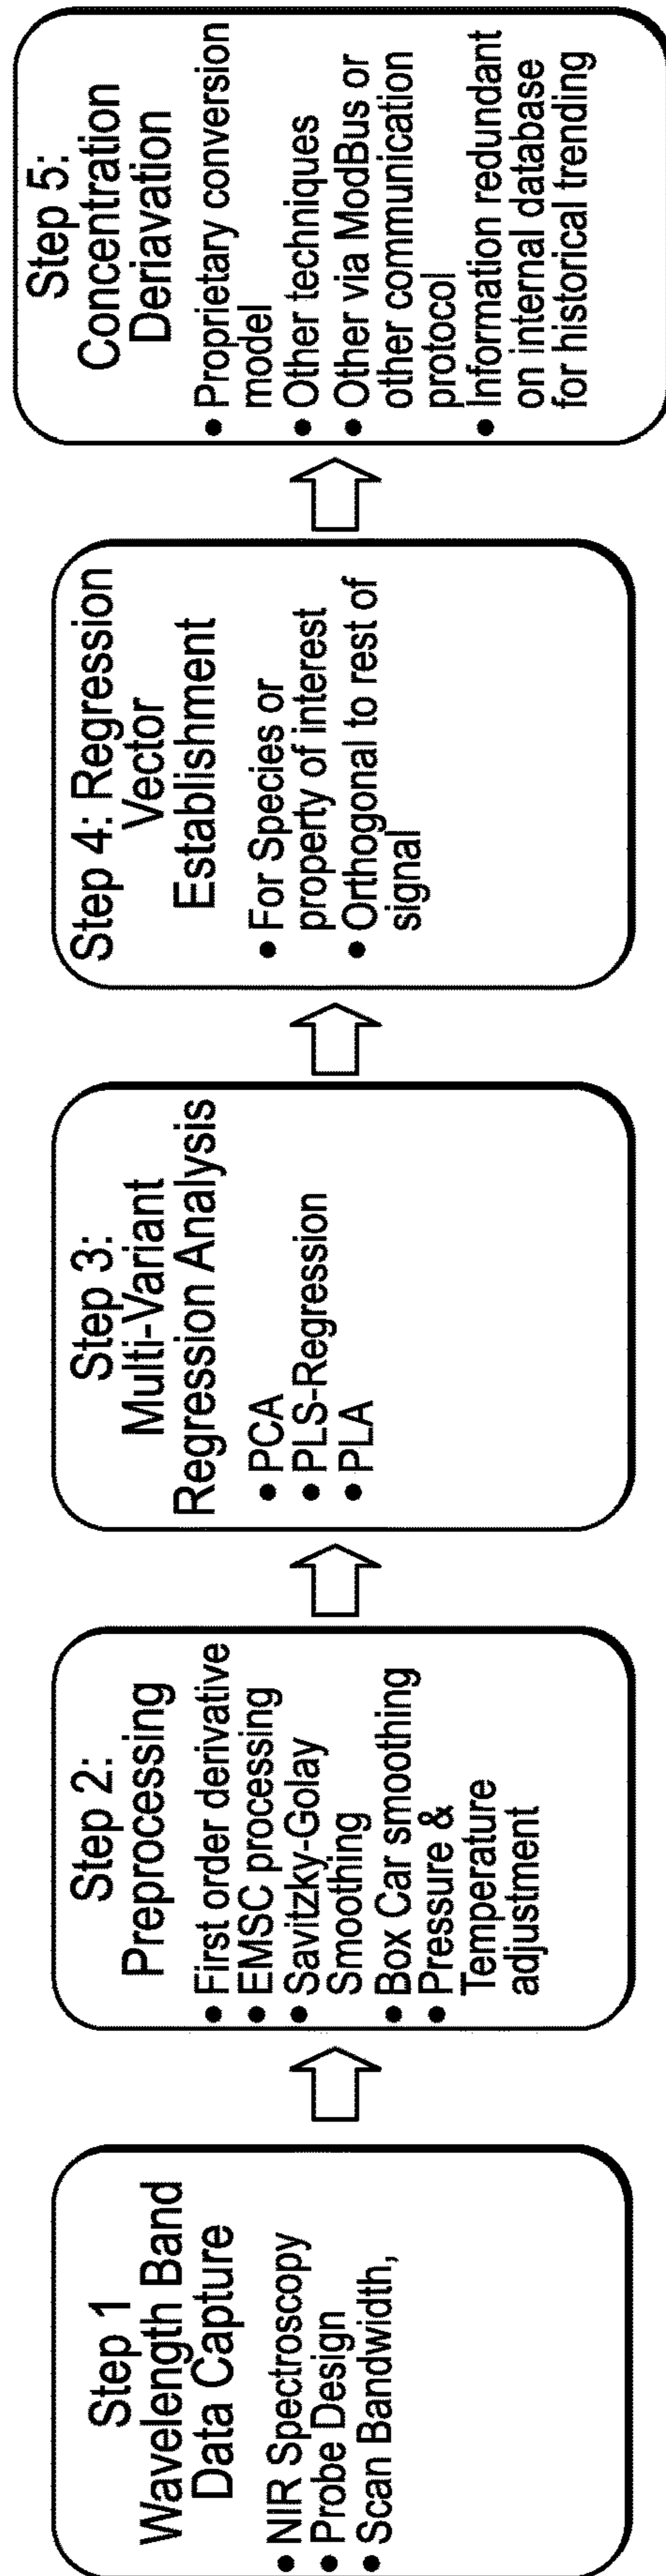 Step 1
Wavelength Band
Data Capture
● NIR Spectroscopy
● Probe Design
● Scan Bandwidth,
Step 2:
Preprocessing
● First order derivative
● EMSC processing
● Savitzky-Golay
Smoothing
● Box Car smoothing
● Pressure &
Temperature
adjustment
Step 3:
Multi-Variant
Regression Analysis
● PCA
● PLS-Regression
● PLA
Step 4: Regression
Vector
Establishment
● For Species or
property of interest
● Orthogonal to rest of
signal
Step 5:
Concentration
Deriavation
● Proprietary conversion
model
● Other techniques
● Other via ModBus or
other communication
protocol
● Information redundant
on internal database
for historical trending